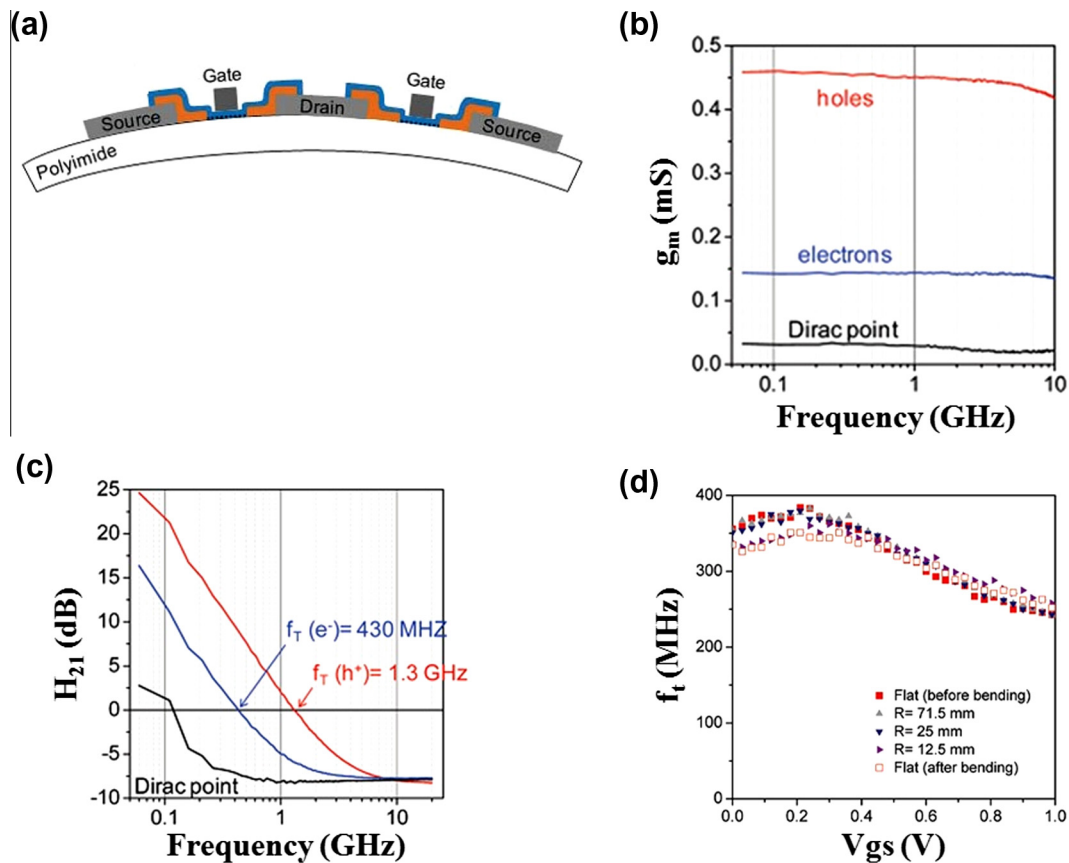 (a)
Gate
Gate
Source
Drain
Source
Polyimide
(b)
0.5
0.4
0.3
0.2
0.1
0.0
gm (mS)
holes
electrons
Dirac point
0.1
1
10
Frequency (GHz)
(c)
25
20
15
10
5
0
-5
-10
H21 (dB)
fT (e-)= 430 MHZ
fT (h+)= 1.3 GHz
Dirac point
0.1
1
10
Frequency (GHz)
(d)
400
350
300
250
200
ft (MHz)
Flat (before bending)
R= 71.5 mm
R= 25 mm
R= 12.5 mm
Flat (after bending)
0.0
0.2
0.4
0.6
0.8
1.0
Vgs (V)